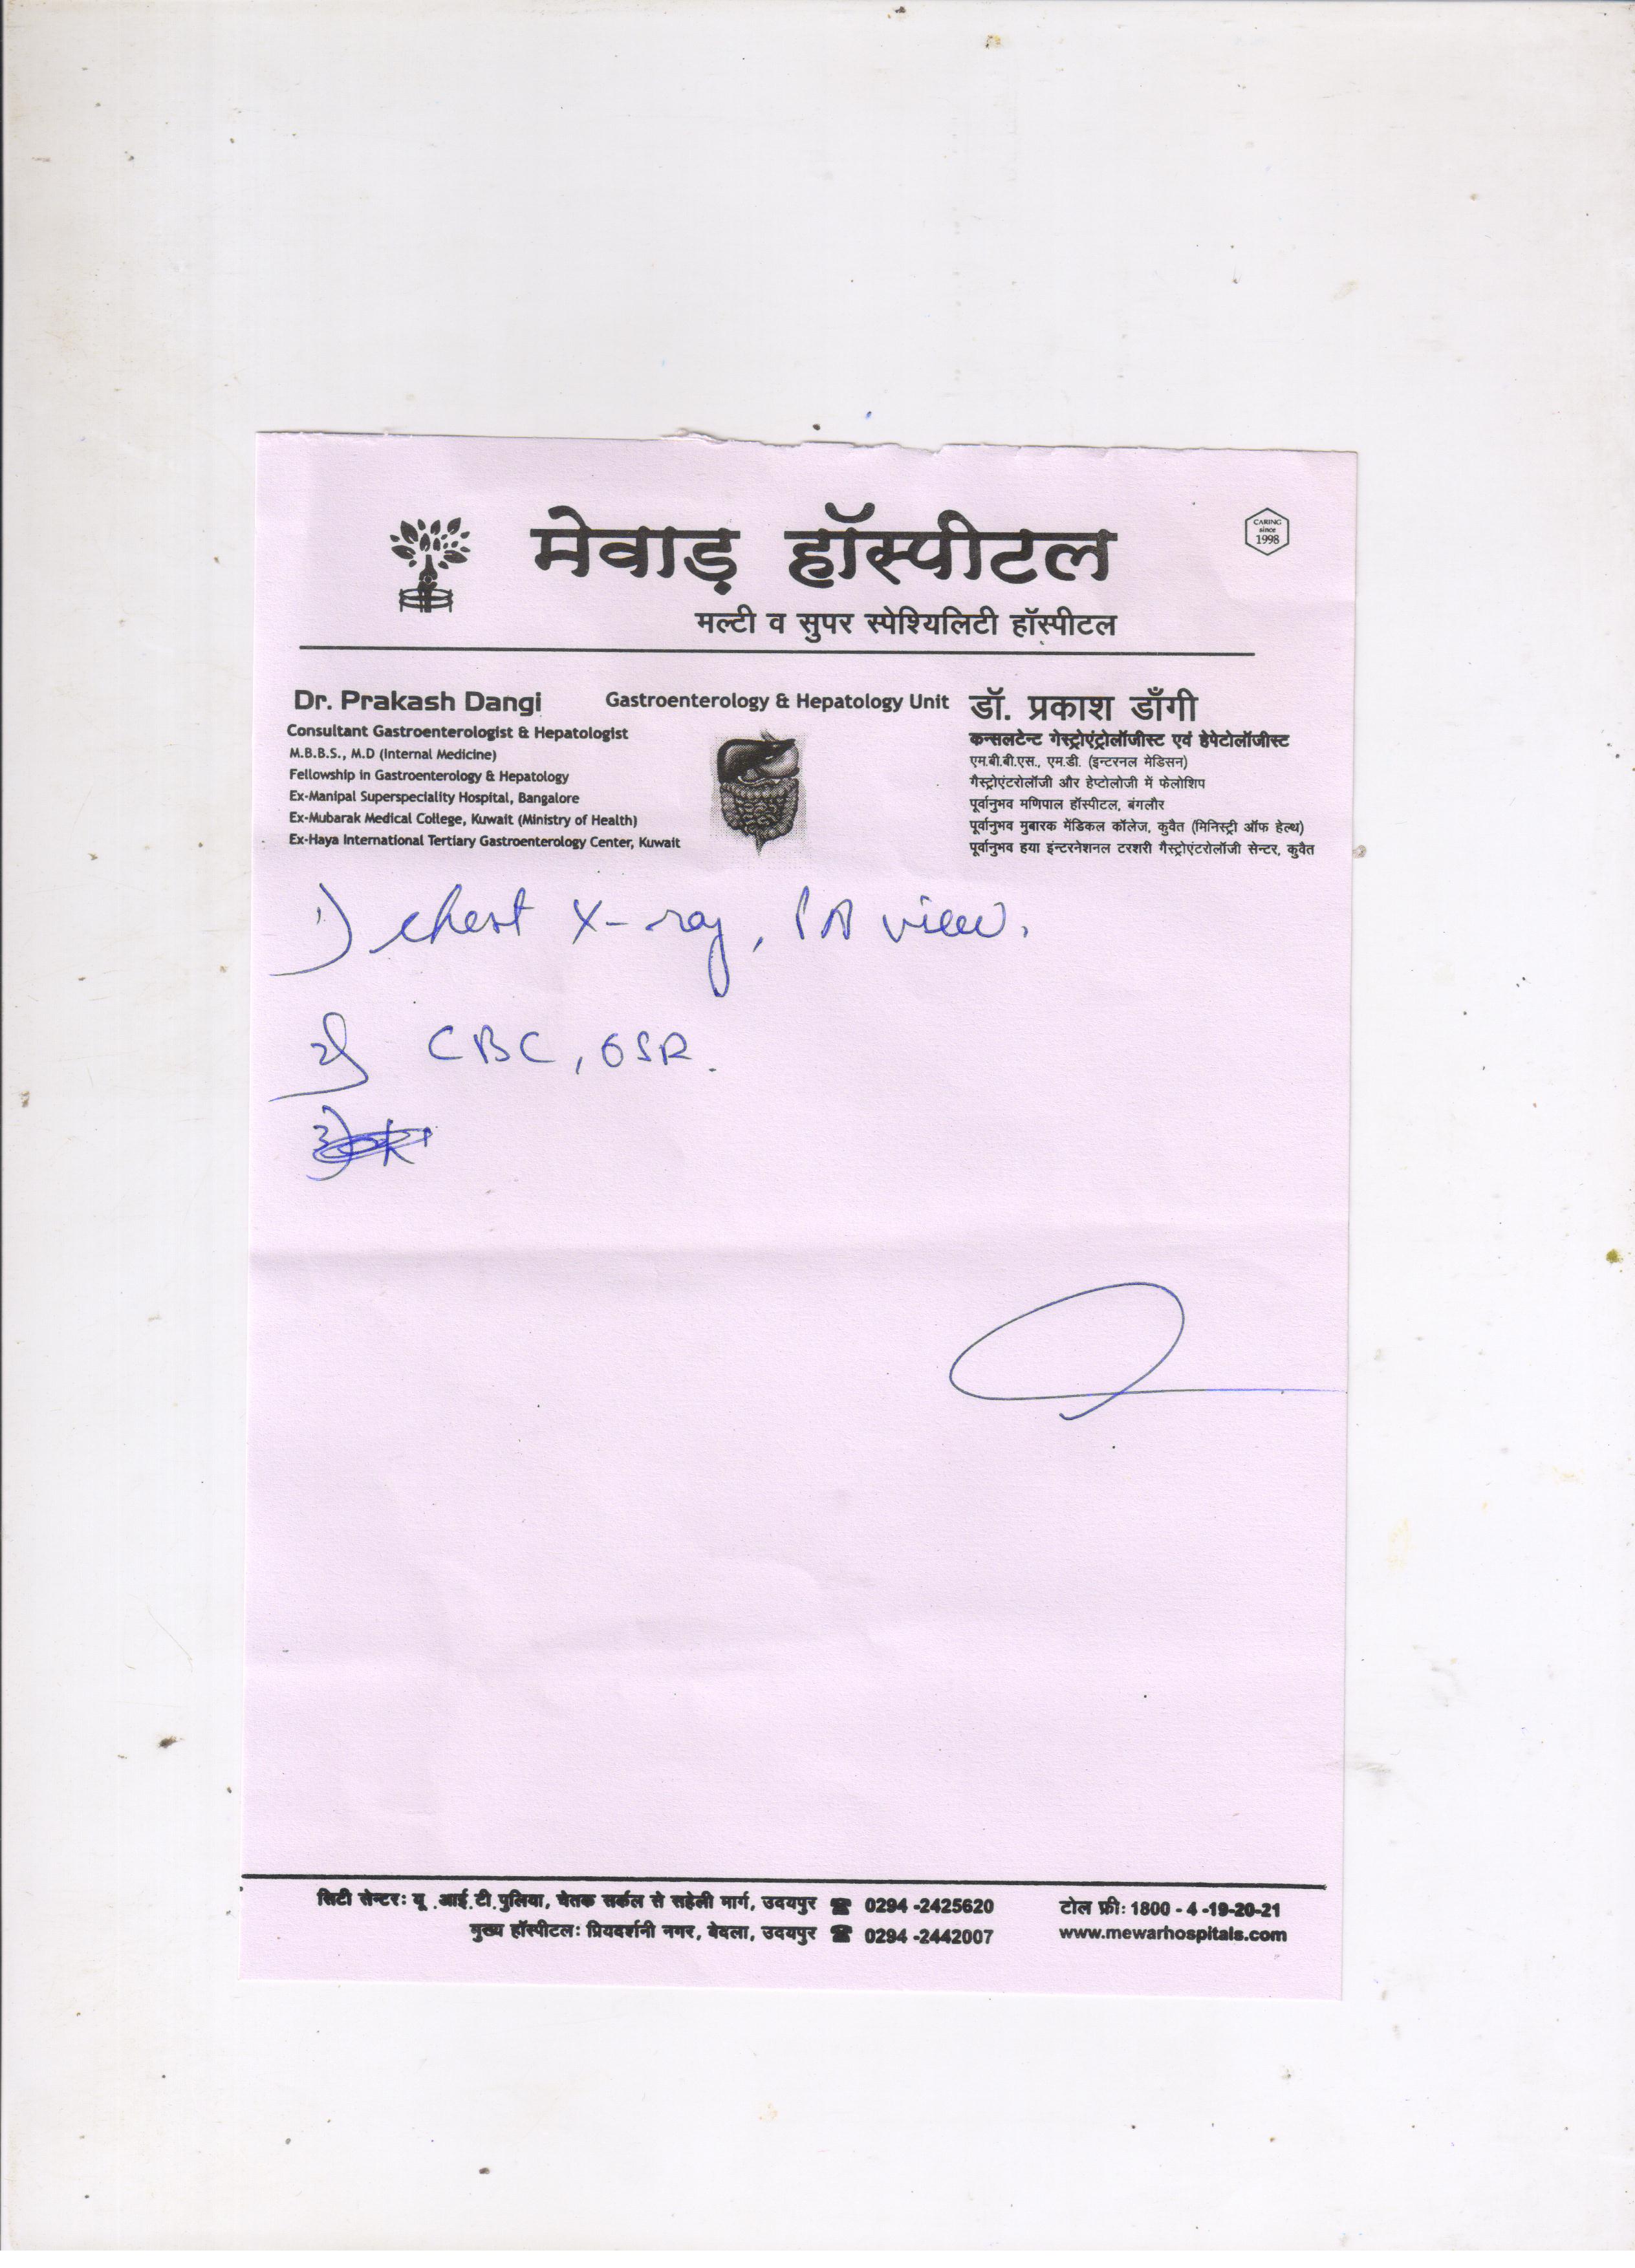 मेवाड़ हॉस्पीटल
CARING
since
1998
मल्टी व सुपर स्पेश्यिलिटी हॉस्पीटल
Dr. Prakash Dangi
Consultant Gastroenterologist & Hepatologist
M.B.B.S., M.D (Internal Medicine)
Fellowship in Gastroenterology & Hepatology
Ex-Manipal Superspeciality Hospital, Bangalore
Ex-Mubarak Medical College, Kuwait (Ministry of Health)
Ex-Haya International Tertiary Gastroenterology Center, Kuwait
Gastroenterology & Hepatology Unit
डॉ. प्रकाश डाँगी
कन्सलटेन्ट गेस्ट्रोएंट्रोलॉजीस्ट एवं हेपेटोलॉजीस्ट
एम.बी.बी.एस., एम.डी. (इन्टरनल मेडिसन)
गैस्ट्रोएंटरोलॉजी और हेप्टोलोजी में फेलोशिप
पूर्वानुभव मणिपाल हॉस्पीटल, बंगलौर
पूर्वानुभव मुबारक मेंडिकल कॉलेज, कुवैत (मिनिस्ट्री ऑफ हेल्थ)
पूर्वानुभव हया इंन्टरनेशनल टरशरी गैस्ट्रोएंटरोलॉजी सेन्टर, कुवैत
1) chest X-ray, PA view.
2) CBC, ESR.
3)
सिटी सेन्टर: यू .आई.टी.पुलिया, चेतक सर्कल से सहेली मार्ग, उदयपुर ☎ 0294 -2425620
मुख्य हॉस्पीटल: प्रियदर्शनी नगर, बेदला, उदयपुर ☎ 0294 -2442007
टोल फ्री: 1800 - 4 -19-20-21
www.mewarhospitals.com